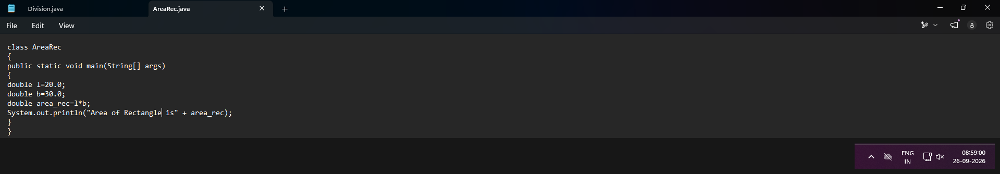 Division.java
AreaRec.java
File Edit View
class AreaRec
{
public static void main(String[] args)
{
double l=20.0;
double b=30.0;
double area_rec=l*b;
System.out.println("Area of Rectangle is" + area_rec);
}
}
ENG
IN
08:59:00
26-09-2026